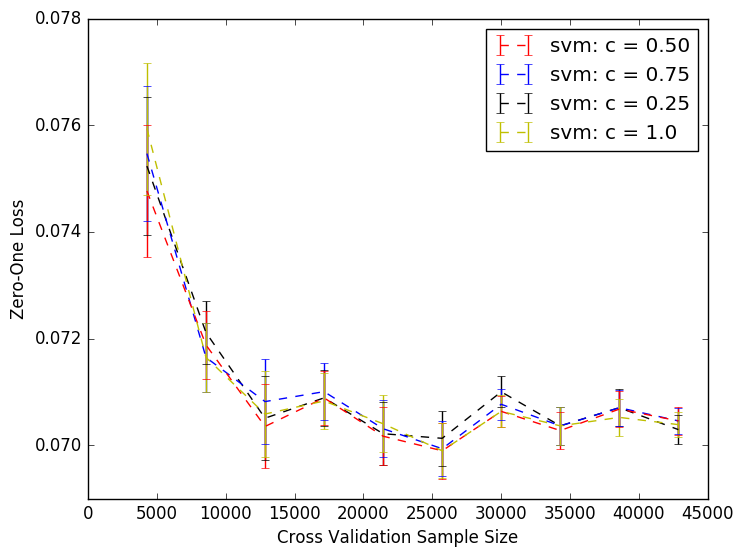 0.078
0.076
0.074
0.072
0.070
Zero-One Loss
svm: c = 0.50
svm: c = 0.75
svm: c = 0.25
svm: c = 1.0
0 5000 10000 15000 20000 25000 30000 35000 40000 45000
Cross Validation Sample Size